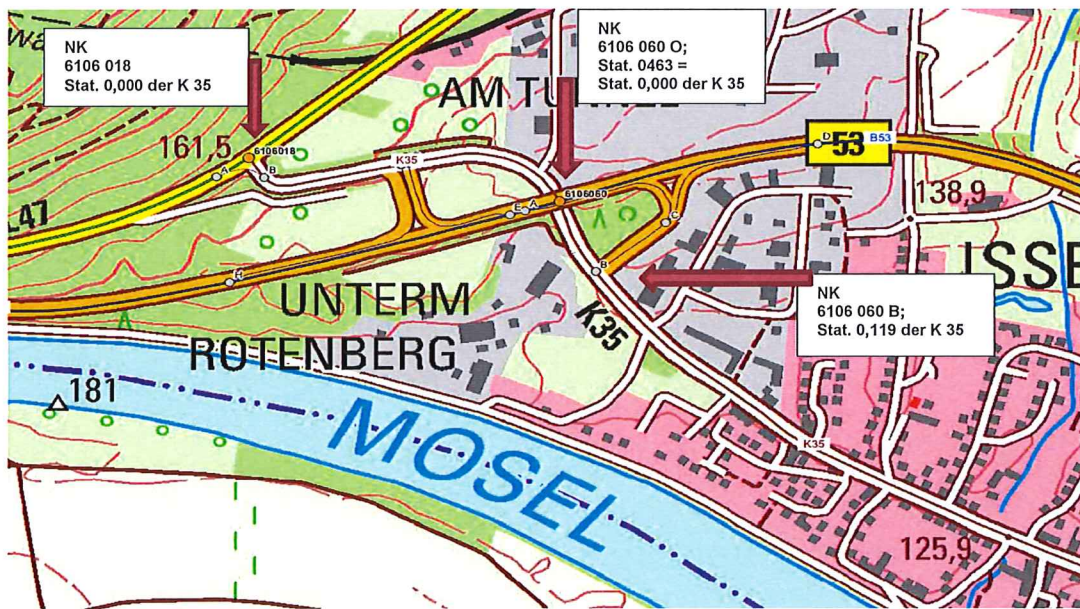 NK
6106 018
Stat. 0,000 der K 35
NK
6106 060 O;
Stat. 0463 =
Stat. 0,000 der K 35
AM TUNNEL
161,5
6106018
A
B
K35
D
53
B53
L47
E
A
6106060
C
138,9
H
B
ISSE
UNTERM
ROTENBERG
K35
NK
6106 060 B;
Stat. 0,119 der K 35
181
MOSEL
K35
125,9